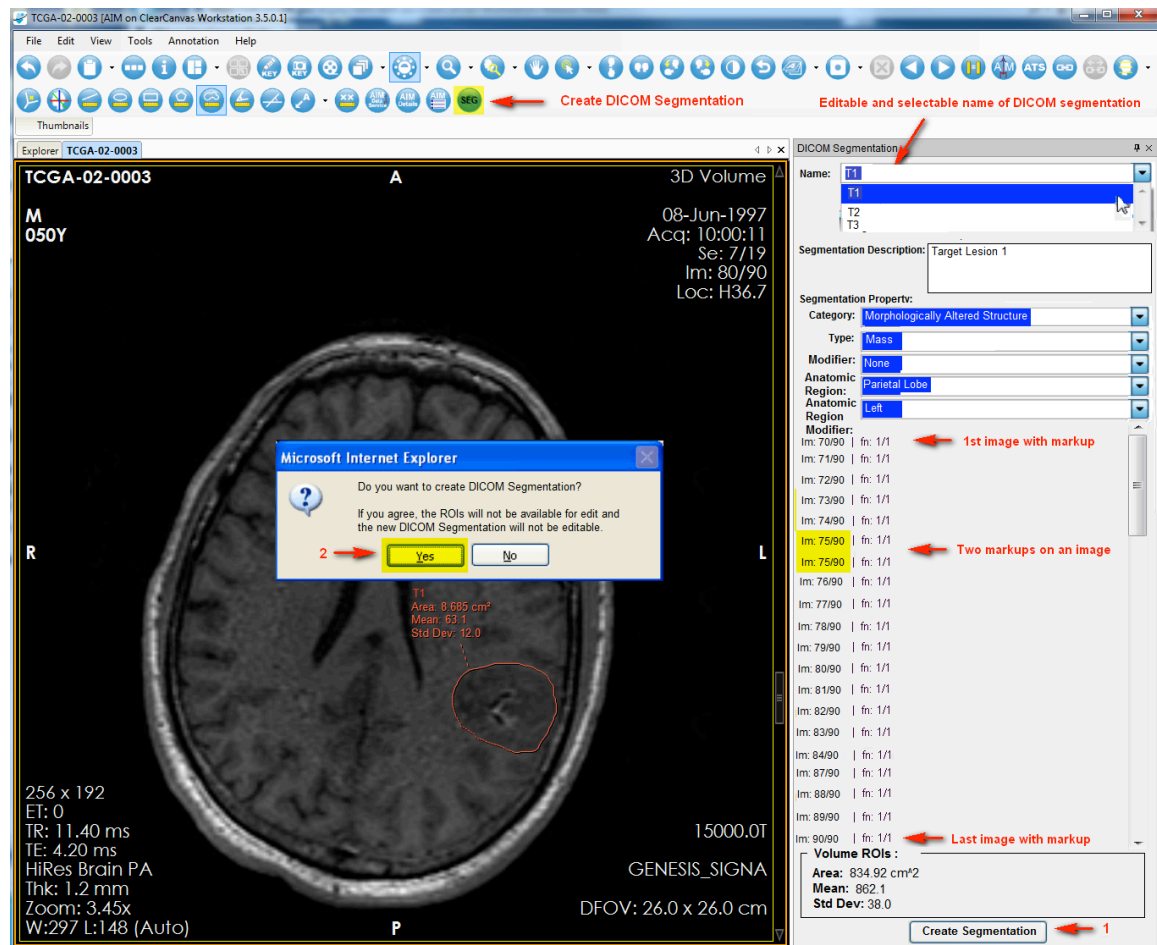 TCGA-02-0003 [AIM on ClearCanvas Workstation 3.5.0.1]
File Edit View Tools Annotation Help
KEY KEY AIM ATS
AIM Data Service AIM Details AIM SEG
Create DICOM Segmentation
Editable and selectable name of DICOM segmentation
Thumbnails
Explorer TCGA-02-0003
TCGA-02-0003 A 3D Volume
M
050Y
08-Jun-1997
Acq: 10:00:11
Se: 7/19
Im: 80/90
Loc: H36.7
R
L
Microsoft Internet Explorer
Do you want to create DICOM Segmentation?
If you agree, the ROIs will not be available for edit and
the new DICOM Segmentation will not be editable.
2 Yes No
T1
Area: 8.685 cm²
Mean: 63.1
Std Dev: 12.0
256 x 192
ET: 0
TR: 11.40 ms
TE: 4.20 ms
HiRes Brain PA
Thk: 1.2 mm
Zoom: 3.45x
W:297 L:148 (Auto)
P
15000.0T
GENESIS_SIGNA
DFOV: 26.0 x 26.0 cm
DICOM Segmentation
Name: T1
T1
T2
T3
Segmentation Description: Target Lesion 1
Segmentation Property:
Category: Morphologically Altered Structure
Type: Mass
Modifier: None
Anatomic
Region: Parietal Lobe
Anatomic
Region
Modifier: Left
Im: 70/90 | fn: 1/1 1st image with markup
Im: 71/90 | fn: 1/1
Im: 72/90 | fn: 1/1
Im: 73/90 | fn: 1/1
Im: 74/90 | fn: 1/1
Im: 75/90 | fn: 1/1
Two markups on an image
Im: 75/90 | fn: 1/1
Im: 76/90 | fn: 1/1
Im: 77/90 | fn: 1/1
Im: 78/90 | fn: 1/1
Im: 79/90 | fn: 1/1
Im: 80/90 | fn: 1/1
Im: 81/90 | fn: 1/1
Im: 82/90 | fn: 1/1
Im: 83/90 | fn: 1/1
Im: 84/90 | fn: 1/1
Im: 87/90 | fn: 1/1
Im: 88/90 | fn: 1/1
Im: 89/90 | fn: 1/1
Im: 90/90 | fn: 1/1 Last image with markup
Volume ROIs :
Area: 834.92 cm^2
Mean: 862.1
Std Dev: 38.0
Create Segmentation 1